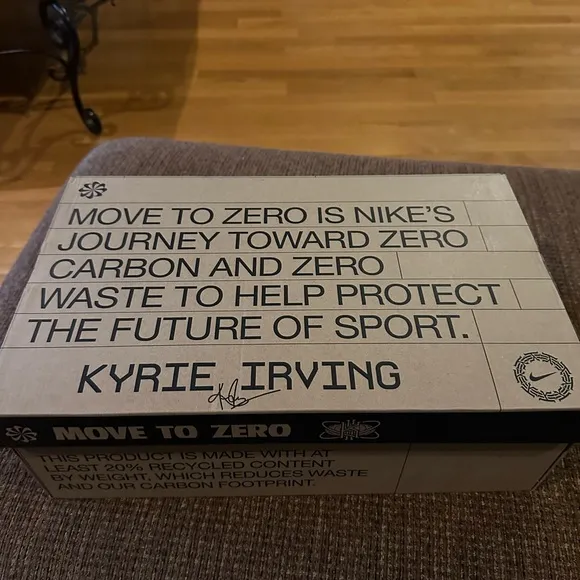 MOVE TO ZERO IS NIKE'S
JOURNEY TOWARD ZERO
CARBON AND ZERO
WASTE TO HELP PROTECT
THE FUTURE OF SPORT.
KYRIE IRVING
MOVE TO ZERO
THIS PRODUCT IS MADE WITH AT
LEAST 20% RECYCLED CONTENT
BY WEIGHT, WHICH REDUCES WASTE
AND OUR CARBON FOOTPRINT.